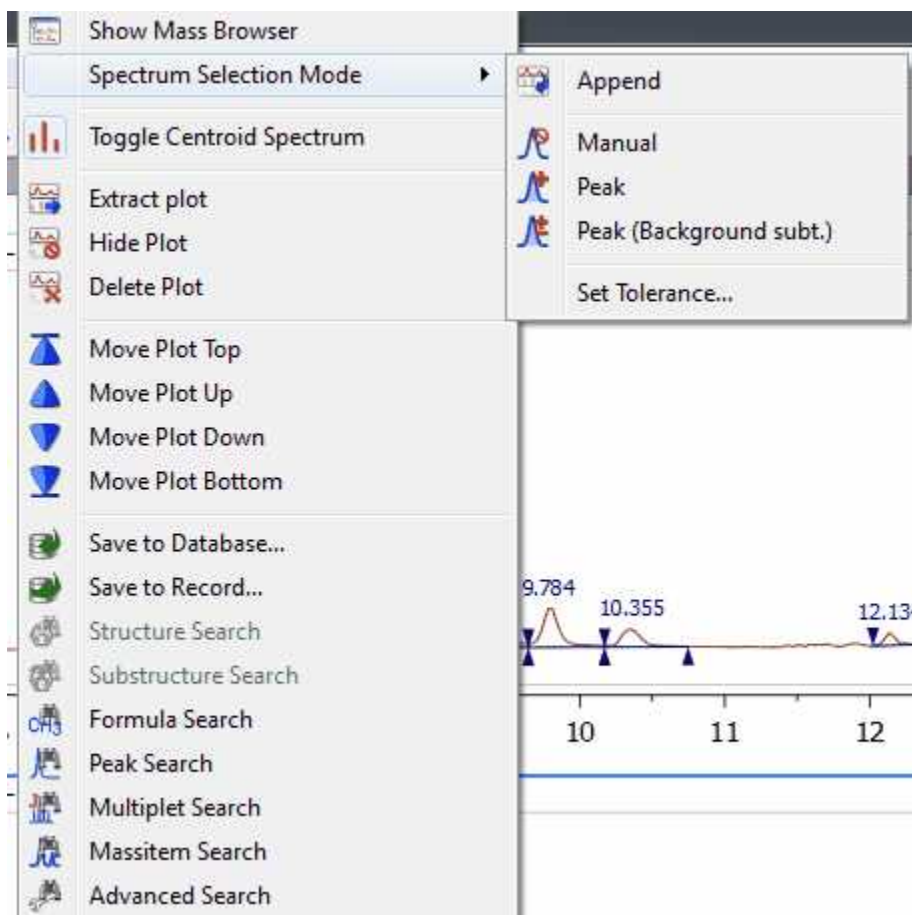 Show Mass Browser
Spectrum Selection Mode
Append
Toggle Centroid Spectrum
Manual
Peak
Peak (Background subt.)
Set Tolerance...
Extract plot
Hide Plot
Delete Plot
Move Plot Top
Move Plot Up
Move Plot Down
Move Plot Bottom
Save to Database...
Save to Record...
Structure Search
Substructure Search
CH3
Formula Search
Peak Search
Multiplet Search
Massitem Search
Advanced Search
9.784
10.355
10
11
12